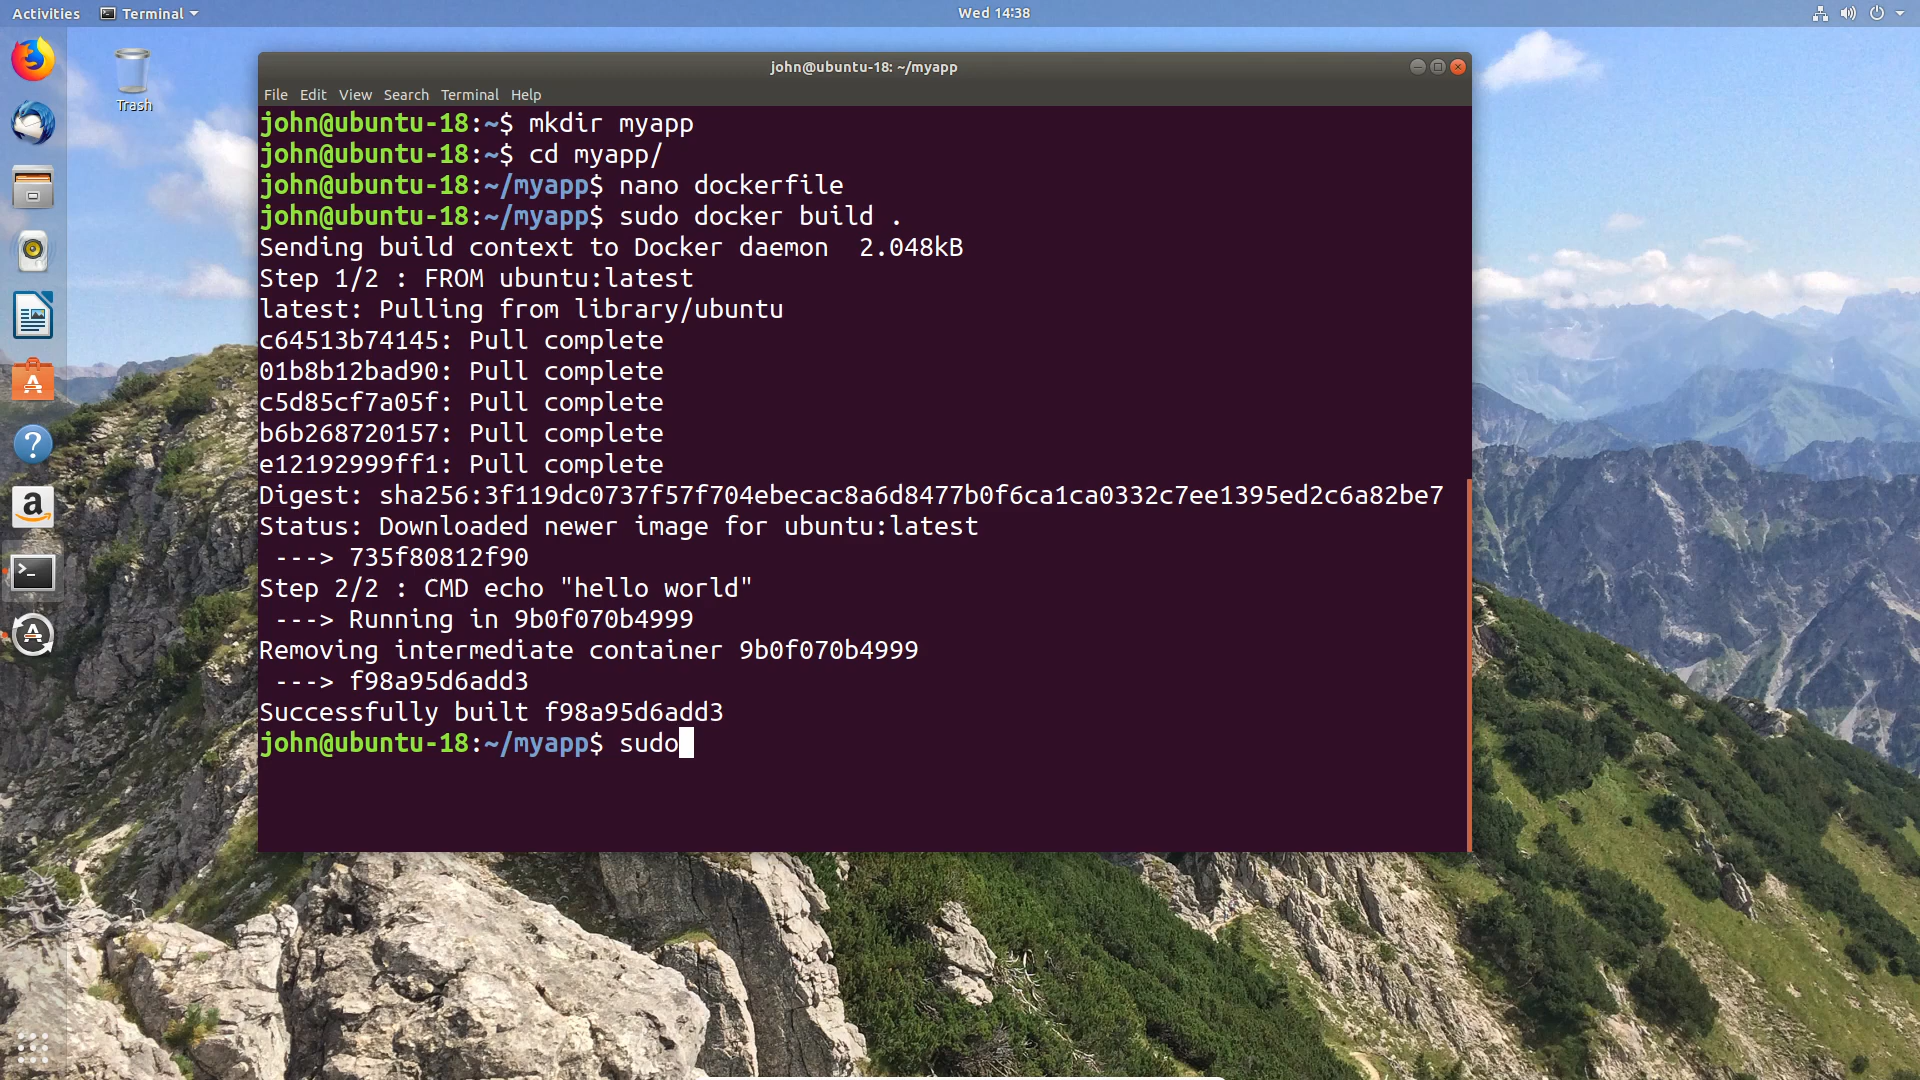 Activities Terminal Wed 14:38
Trash
john@ubuntu-18: ~/myapp
File Edit View Search Terminal Help
john@ubuntu-18:~$ mkdir myapp
john@ubuntu-18:~$ cd myapp/
john@ubuntu-18:~/myapp$ nano dockerfile
john@ubuntu-18:~/myapp$ sudo docker build .
Sending build context to Docker daemon  2.048kB
Step 1/2 : FROM ubuntu:latest
latest: Pulling from library/ubuntu
c64513b74145: Pull complete
01b8b12bad90: Pull complete
c5d85cf7a05f: Pull complete
b6b268720157: Pull complete
e12192999ff1: Pull complete
Digest: sha256:3f119dc0737f57f704ebecac8a6d8477b0f6ca1ca0332c7ee1395ed2c6a82be7
Status: Downloaded newer image for ubuntu:latest
 ---> 735f80812f90
Step 2/2 : CMD echo "hello world"
 ---> Running in 9b0f070b4999
Removing intermediate container 9b0f070b4999
 ---> f98a95d6add3
Successfully built f98a95d6add3
john@ubuntu-18:~/myapp$ sudo